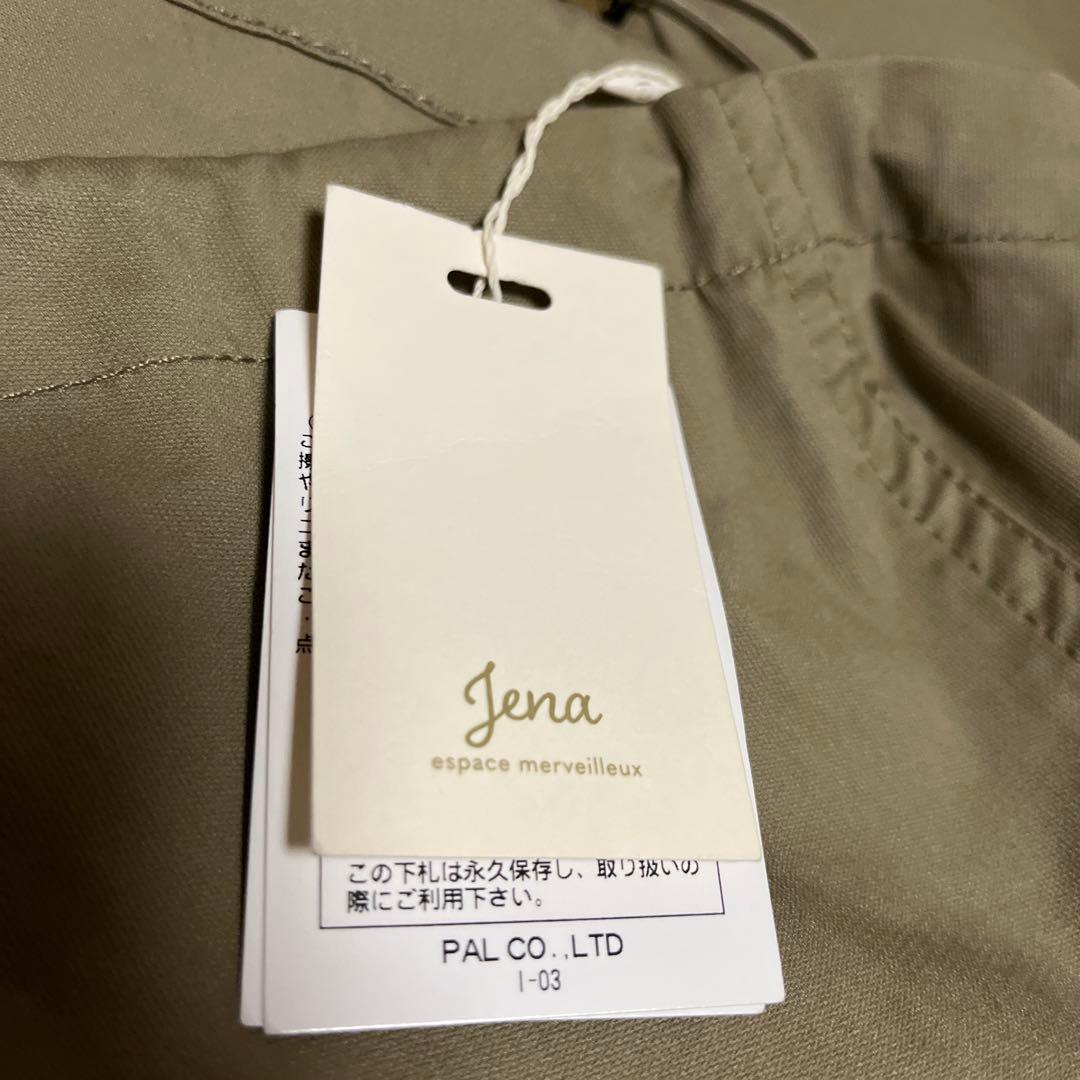 Jena
espace merveilleux
この下札は永久保存し、取り扱いの
際にご利用下さい。
PAL CO.,LTD
I-03